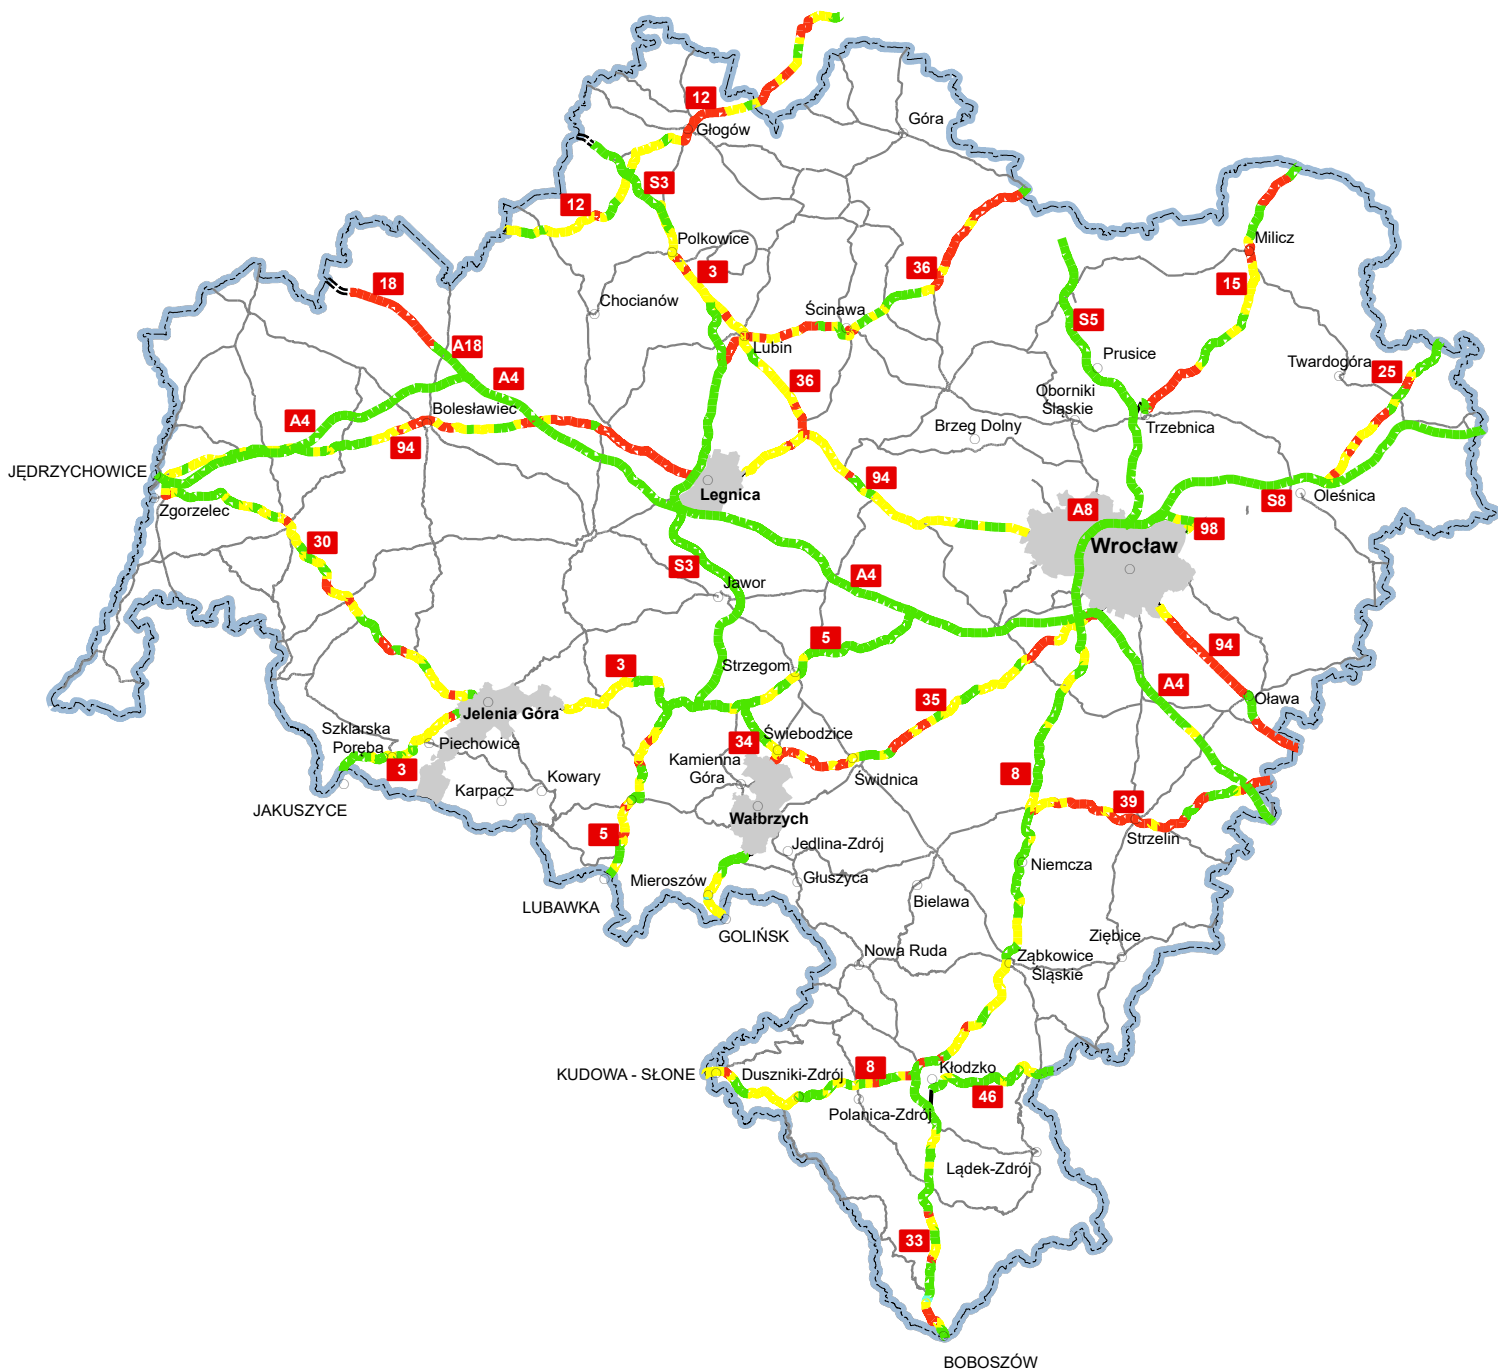 12
Głogów
Góra
S3
12
Polkowice
Milicz
3
36
15
18
Chocianów
Ścinawa
S5
A18
Lubin
Prusice
Twardogóra
25
A4
36
Oborniki
Śląskie
A4
Bolesławiec
Trzebnica
94
Brzeg Dolny
JĘDRZYCHOWICE
94
Legnica
Oleśnica
S8
Zgorzelec
A8
98
30
Wrocław
S3
A4
Jawor
5
94
3
Strzegom
A4
35
Oława
Jelenia Góra
Szklarska
Poręba
Piechowice
34
Świebodzice
3
Kamienna
Góra
Świdnica
8
JAKUSZYCE
Karpacz
Kowary
39
Wałbrzych
5
Strzelin
Jedlina-Zdrój
Niemcza
Mieroszów
Głuszyca
LUBAWKA
Bielawa
GOLIŃSK
Ziębice
Nowa Ruda
Ząbkowice
Śląskie
KUDOWA - SŁONE
Duszniki-Zdrój
8
Kłodzko
46
Polanica-Zdrój
Lądek-Zdrój
33
BOBOSZÓW